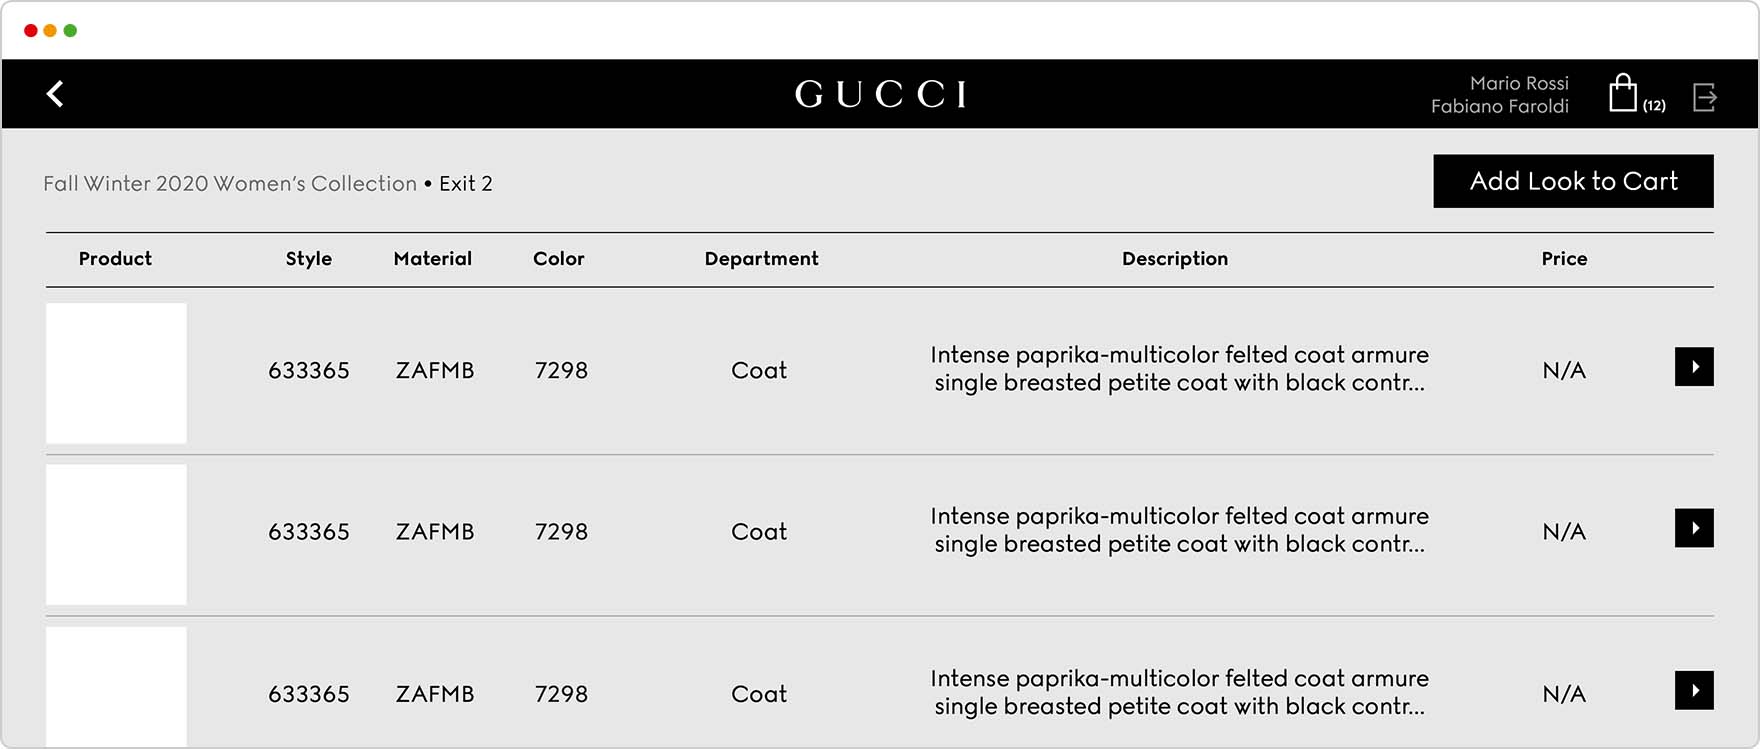 GUCCI
Mario Rossi
Fabiano Faroldi
(12)
Fall Winter 2020 Women's Collection • Exit 2
Add Look to Cart
Product Style Material Color Department Description Price
633365 ZAFMB 7298 Coat Intense paprika-multicolor felted coat armure
single breasted petite coat with black contr... N/A
633365 ZAFMB 7298 Coat Intense paprika-multicolor felted coat armure
single breasted petite coat with black contr... N/A
633365 ZAFMB 7298 Coat Intense paprika-multicolor felted coat armure
single breasted petite coat with black contr... N/A